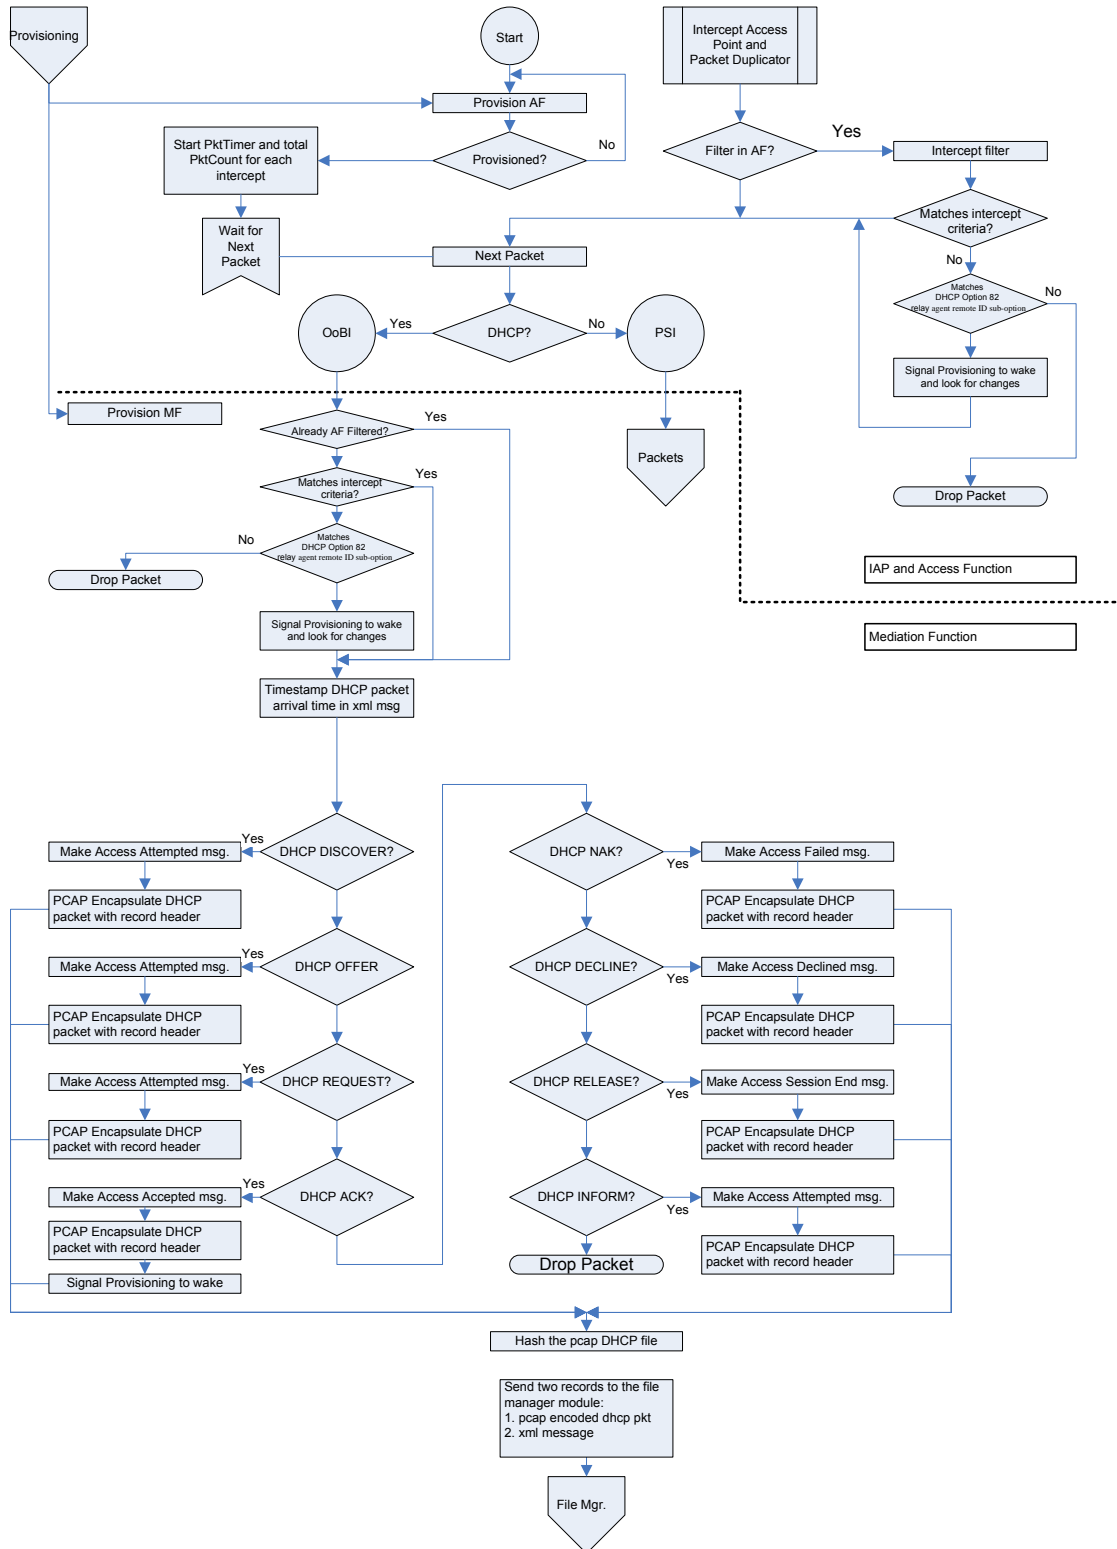 Provisioning
Start
Intercept Access
Point and
Packet Duplicator
Provision AF
Start PktTimer and total
PktCount for each
intercept
Provisioned?
No
Filter in AF?
Yes
Intercept filter
Wait for
Next
Packet
Next Packet
Matches intercept
criteria?
No
Matches
DHCP Option 82
relay agent remote ID sub-option
No
OoBI
Yes
DHCP?
No
PSI
Signal Provisioning to wake
and look for changes
Provision MF
Already AF Filtered?
Yes
Packets
Matches intercept
criteria?
Yes
Drop Packet
Matches
DHCP Option 82
relay agent remote ID sub-option
No
Drop Packet
IAP and Access Function
Signal Provisioning to wake
and look for changes
Mediation Function
Timestamp DHCP packet
arrival time in xml msg
DHCP DISCOVER?
Yes
Make Access Attempted msg.
PCAP Encapsulate DHCP
packet with record header
DHCP OFFER
Yes
Make Access Attempted msg.
PCAP Encapsulate DHCP
packet with record header
DHCP REQUEST?
Yes
Make Access Attempted msg.
PCAP Encapsulate DHCP
packet with record header
DHCP ACK?
Yes
Make Access Accepted msg.
PCAP Encapsulate DHCP
packet with record header
Signal Provisioning to wake
DHCP NAK?
Yes
Make Access Failed msg.
PCAP Encapsulate DHCP
packet with record header
DHCP DECLINE?
Yes
Make Access Declined msg.
PCAP Encapsulate DHCP
packet with record header
DHCP RELEASE?
Yes
Make Access Session End msg.
PCAP Encapsulate DHCP
packet with record header
DHCP INFORM?
Yes
Make Access Attempted msg.
PCAP Encapsulate DHCP
packet with record header
Drop Packet
Hash the pcap DHCP file
Send two records to the file
manager module:
1. pcap encoded dhcp pkt
2. xml message
File Mgr.